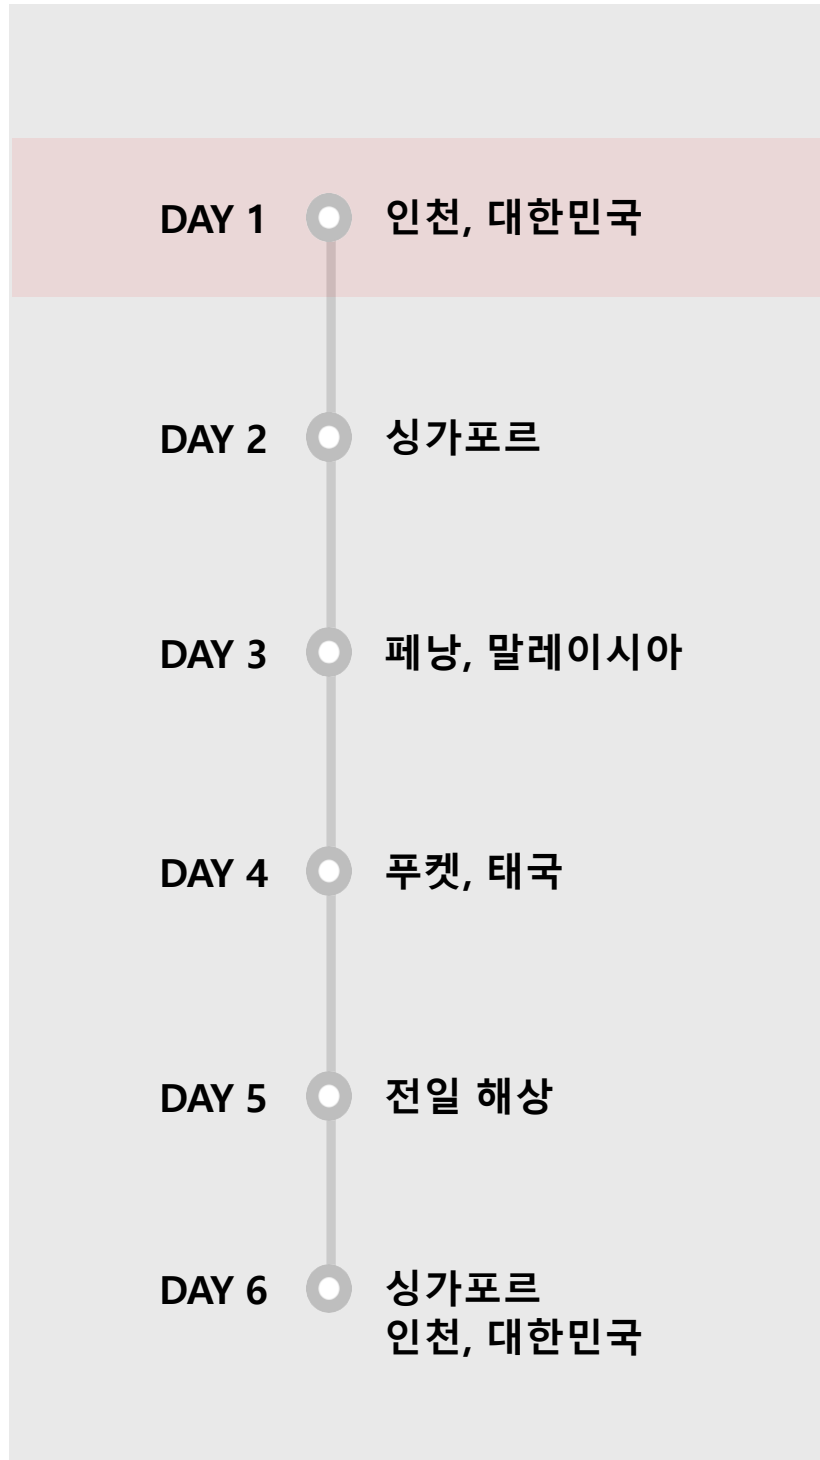 DAY 1 인천, 대한민국
DAY 2 싱가포르
DAY 3 페낭, 말레이시아
DAY 4 푸켓, 태국
DAY 5 전일 해상
DAY 6 싱가포르
인천, 대한민국